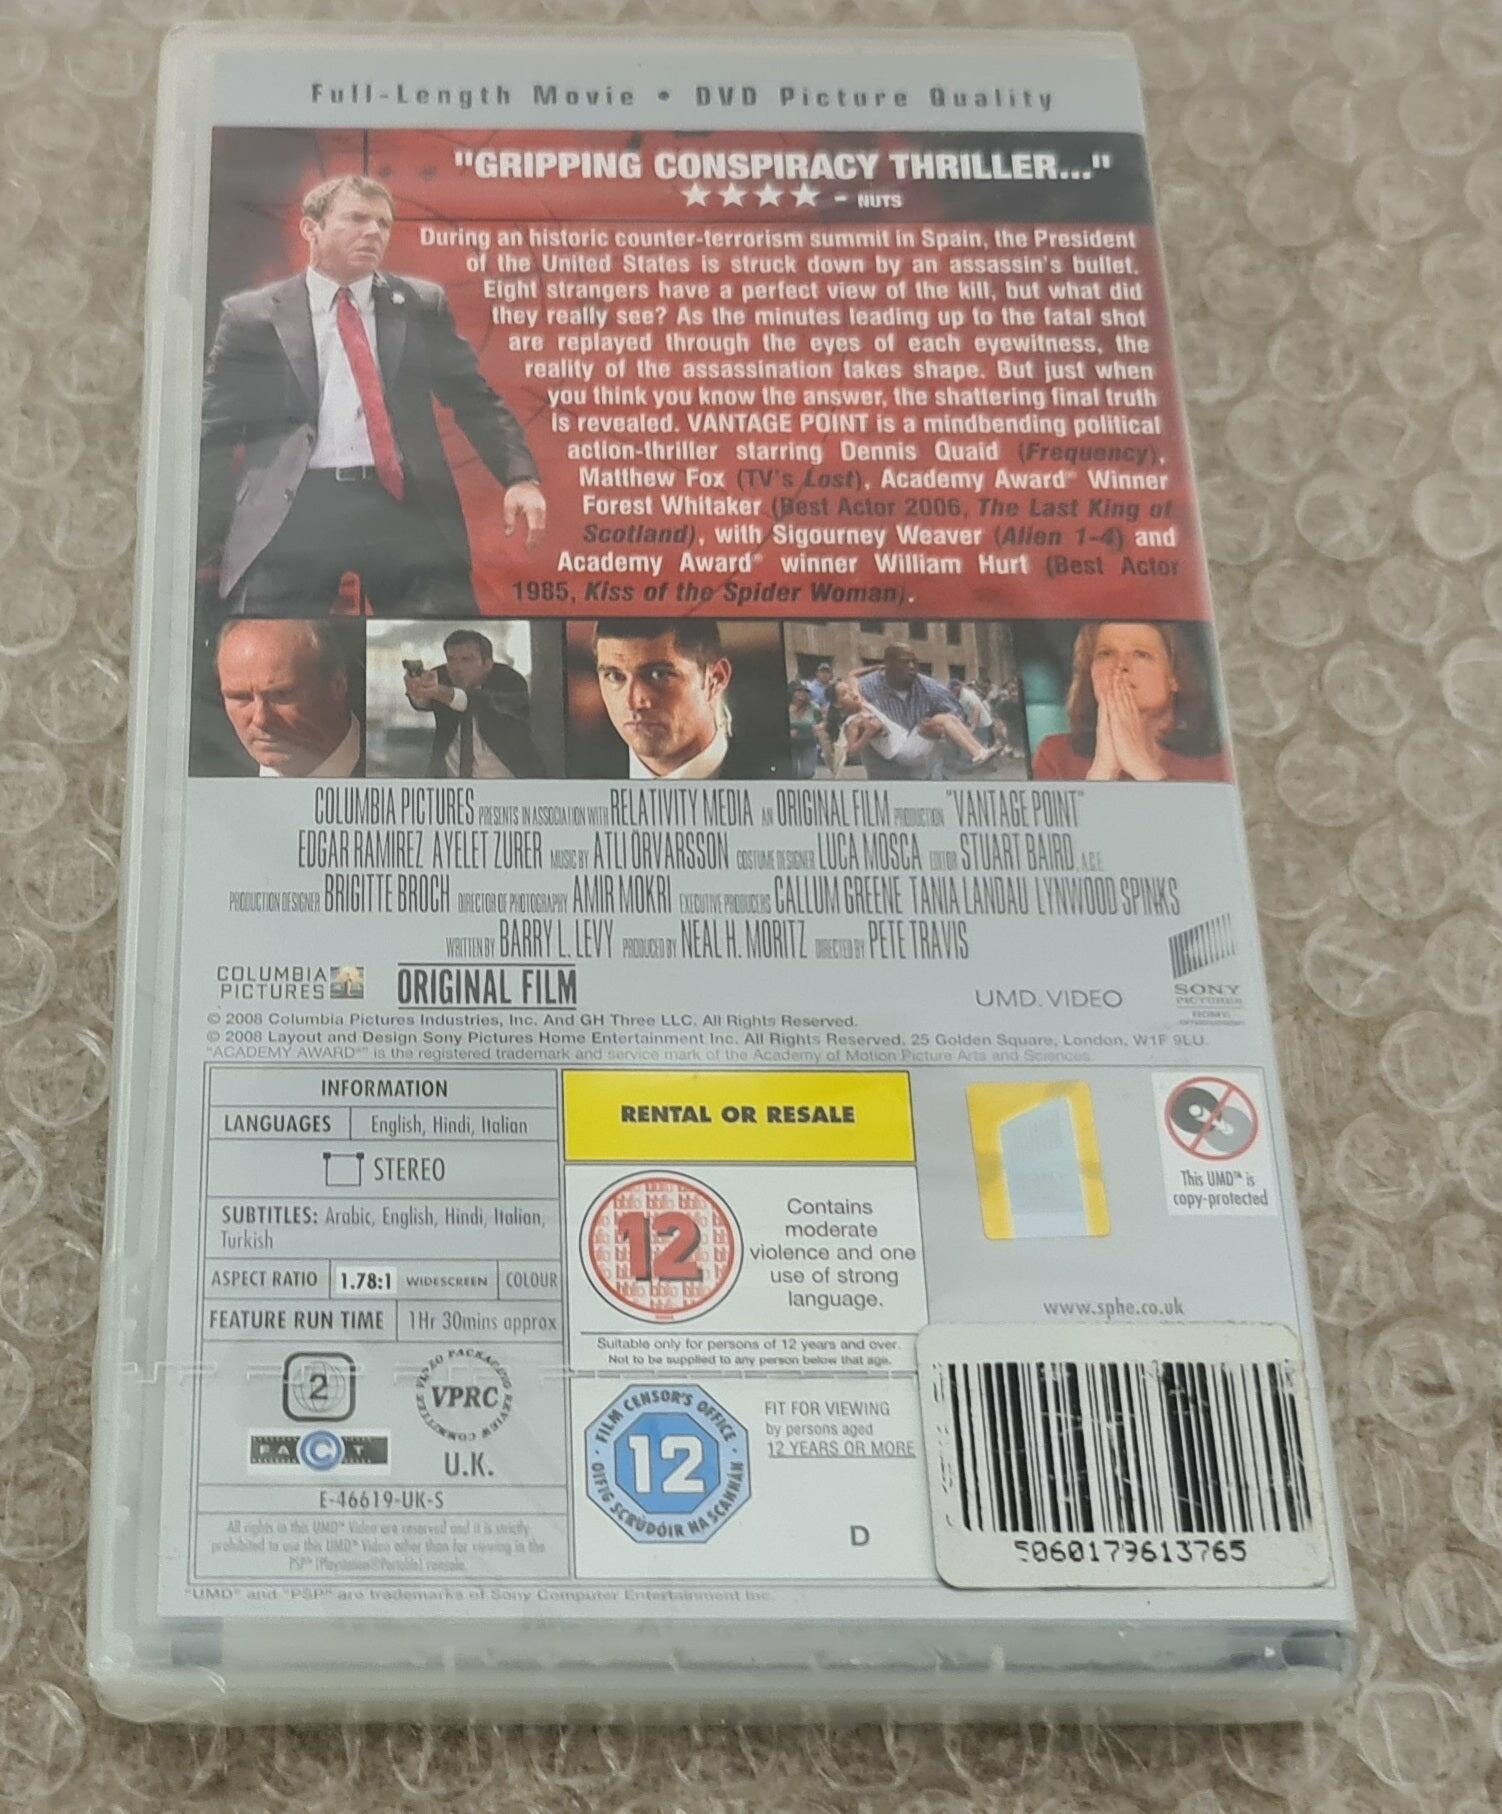 Full-Length Movie • DVD Picture Quality
"GRIPPING CONSPIRACY THRILLER..."
★★★★ - NUTS
During an historic counter-terrorism summit in Spain, the President
of the United States is struck down by an assassin's bullet.
Eight strangers have a perfect view of the kill, but what did
they really see? As the minutes leading up to the fatal shot
are replayed through the eyes of each eyewitness, the
reality of the assassination takes shape. But just when
you think you know the answer, the shattering final truth
is revealed. VANTAGE POINT is a mindbending political
action-thriller starring Dennis Quaid (Frequency),
Matthew Fox (TV's Lost), Academy Award® Winner
Forest Whitaker (Best Actor 2006, The Last King of
Scotland), with Sigourney Weaver (Alien 1-4) and
Academy Award® winner William Hurt (Best Actor
1985, Kiss of the Spider Woman).
COLUMBIA PICTURES PRESENTS IN ASSOCIATION WITH RELATIVITY MEDIA AN ORIGINAL FILM PRODUCTION "VANTAGE POINT"
EDGAR RAMIREZ AYELET ZURER MUSIC BY ATLI ÖRVARSSON COSTUME DESIGNER LUCA MOSCA EDITOR STUART BAIRD, A.C.E.
PRODUCTION DESIGNER BRIGITTE BROCH DIRECTOR OF PHOTOGRAPHY AMIR MOKRI EXECUTIVE PRODUCERS CALLUM GREENE TANIA LANDAU LYNWOOD SPINKS
WRITTEN BY BARRY L. LEVY PRODUCED BY NEAL H. MORITZ DIRECTED BY PETE TRAVIS
COLUMBIA
PICTURES
ORIGINAL FILM
UMD. VIDEO
SONY
PICTURES
HOME
ENTERTAINMENT
© 2008 Columbia Pictures Industries, Inc. And GH Three LLC. All Rights Reserved.
© 2008 Layout and Design Sony Pictures Home Entertainment Inc. All Rights Reserved. 25 Golden Square, London, W1F 9LU.
"ACADEMY AWARD®" is the registered trademark and service mark of the Academy of Motion Picture Arts and Sciences.
INFORMATION
LANGUAGES English, Hindi, Italian
STEREO
SUBTITLES: Arabic, English, Hindi, Italian,
Turkish
ASPECT RATIO 1.78:1 WIDESCREEN COLOUR
FEATURE RUN TIME 1Hr 30mins approx
2
VIDEO PACKAGING REVIEW COMMITTEE
VPRC
U.K.
FACT
E-46619-UK-S
All rights in this UMD™ Video are reserved and it is strictly
prohibited to use this UMD™ Video other than for viewing in the
PSP™ (Playstation®Portable) console.
"UMD" and "PSP" are trademarks of Sony Computer Entertainment Inc.
RENTAL OR RESALE
12
Contains
moderate
violence and one
use of strong
language.
Suitable only for persons of 12 years and over.
Not to be supplied to any person below that age.
FILM CENSOR'S OFFICE
12
OIFIG SCRÚDÓIR NA SCANNÁN
FIT FOR VIEWING
by persons aged
12 YEARS OR MORE
D
This UMD™ is
copy-protected
www.sphe.co.uk
5060179613765